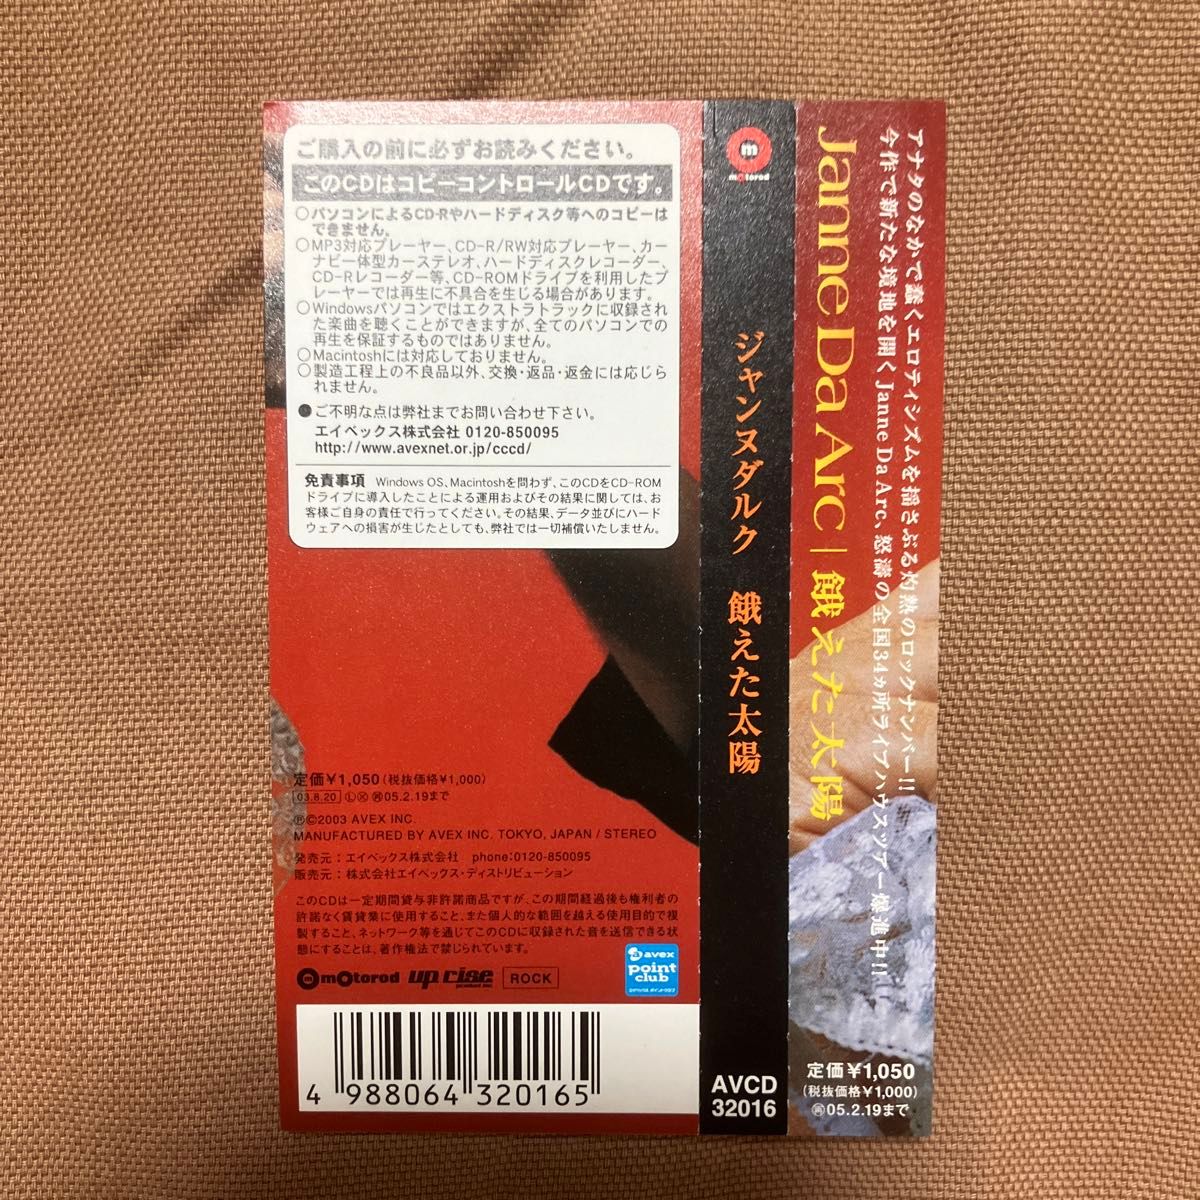 ご購入の前に必ずお読みください。
このCDはコピーコントロールCDです。
○パソコンによるCD-Rやハードディスク等へのコピーは
できません。
○MP3対応プレーヤー、CD-R/RW対応プレーヤー、カー
ナビ一体型カーステレオ、ハードディスクレコーダー、
CD-Rレコーダー等、CD-ROMドライブを利用したプ
レーヤーでは再生に不具合を生じる場合があります。
○Windowsパソコンではエクストラトラックに収録され
た楽曲を聴くことができますが、全てのパソコンでの
再生を保証するものではありません。
○Macintoshには対応しておりません。
○製造工程上の不良品以外、交換・返品・返金には応じら
れません。
●ご不明な点は弊社までお問い合わせ下さい。
エイベックス株式会社 0120-850095
http://www.avexnet.or.jp/cccd/
免責事項 Windows OS、Macintoshを問わず、このCDをCD-ROM
ドライブに導入したことによる運用およびその結果に関しては、お
客様ご自身の責任で行ってください。その結果、データ並びにハード
ウェアへの損害が生じたとしても、弊社では一切補償いたしません。
定価¥1,050(税抜価格¥1,000)
03.8.20 Ⓛ Ⓧ ㊢05.2.19まで
Ⓟ©2003 AVEX INC.
MANUFACTURED BY AVEX INC. TOKYO, JAPAN / STEREO
発売元:エイベックス株式会社 phone:0120-850095
販売元:株式会社エイベックス・ディストリビューション
このCDは一定期間貸与非許諾商品ですが、この期間経過後も権利者の
許諾なく賃貸業に使用すること、また個人的な範囲を越える使用目的で複
製すること、ネットワーク等を通じてこのCDに収録された音を送信できる状
態にすることは、著作権法で禁じられています。
m motorod up rise product inc. ROCK
avex
point
club
4 988064 320165
m
motorod
ジャンヌダルク 餓えた太陽
AVCD
32016
アナタのなかで蠢くエロティシズムを揺さぶる灼熱のロックナンバー!!
今作で新たな境地を開くJanne Da Arc、怒濤の全国34ヵ所ライブハウスツアー爆進中!!
Janne Da Arc | 餓えた太陽
定価¥1,050
(税抜価格¥1,000)
㊢05.2.19まで